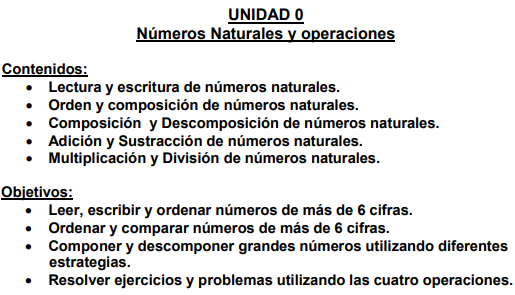 UNIDAD 0
Números Naturales y operaciones
Contenidos:
• Lectura y escritura de números naturales.
• Orden y composición de números naturales.
• Composición y Descomposición de números naturales.
• Adición y Sustracción de números naturales.
• Multiplicación y División de números naturales.
Objetivos:
• Leer, escribir y ordenar números de más de 6 cifras.
• Ordenar y comparar números de más de 6 cifras.
• Componer y descomponer grandes números utilizando diferentes
estrategias.
• Resolver ejercicios y problemas utilizando las cuatro operaciones.